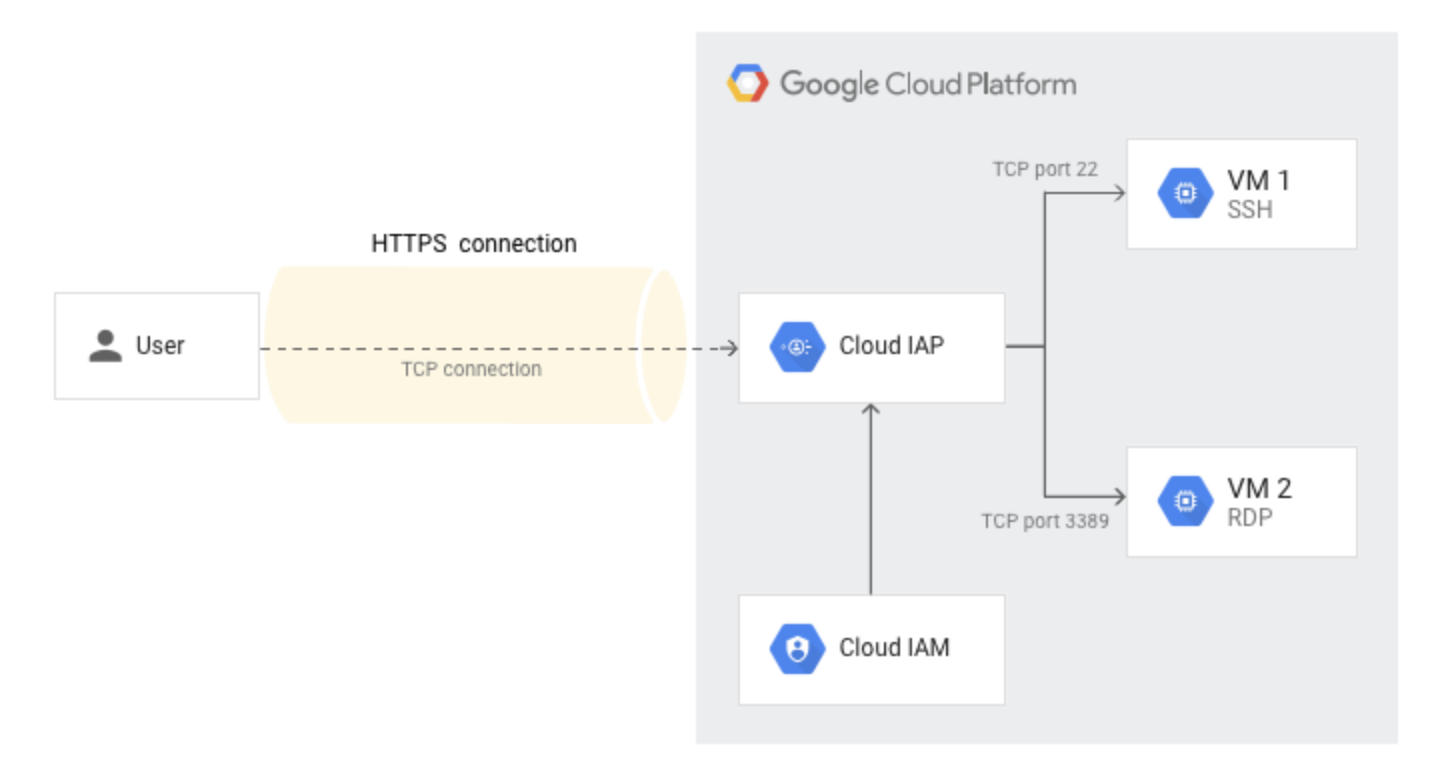 Google Cloud Platform
TCP port 22
VM 1
SSH
HTTPS connection
User
TCP connection
Cloud IAP
VM 2
RDP
TCP port 3389
Cloud IAM